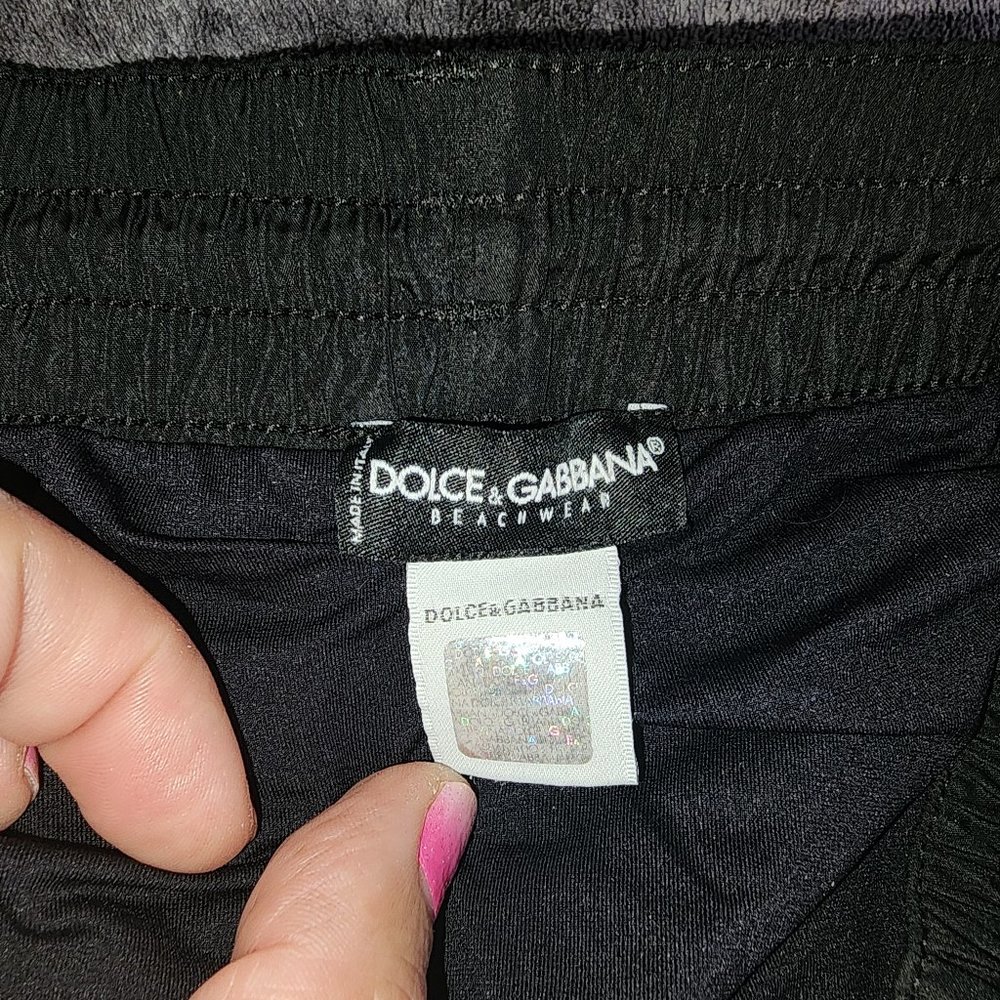 MADE IN ITALY
DOLCE & GABBANA®
BEACHWEAR
DOLCE&GABBANA